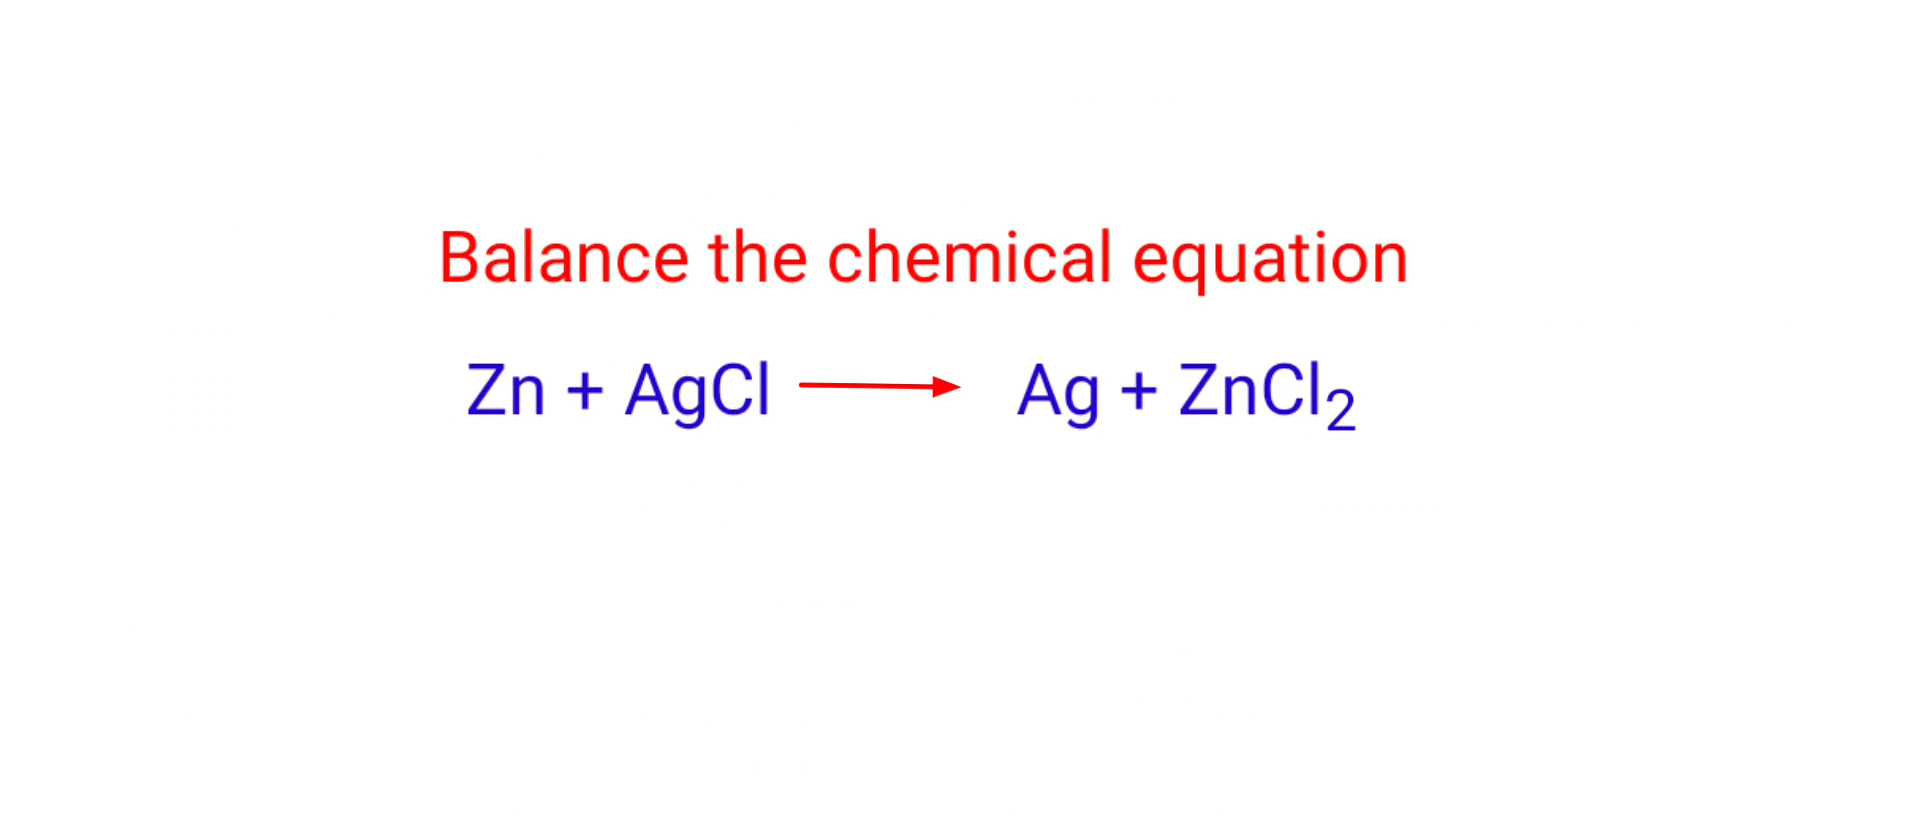 Balance the chemical equation
Zn + AgCl ⟶ Ag + ZnCl₂